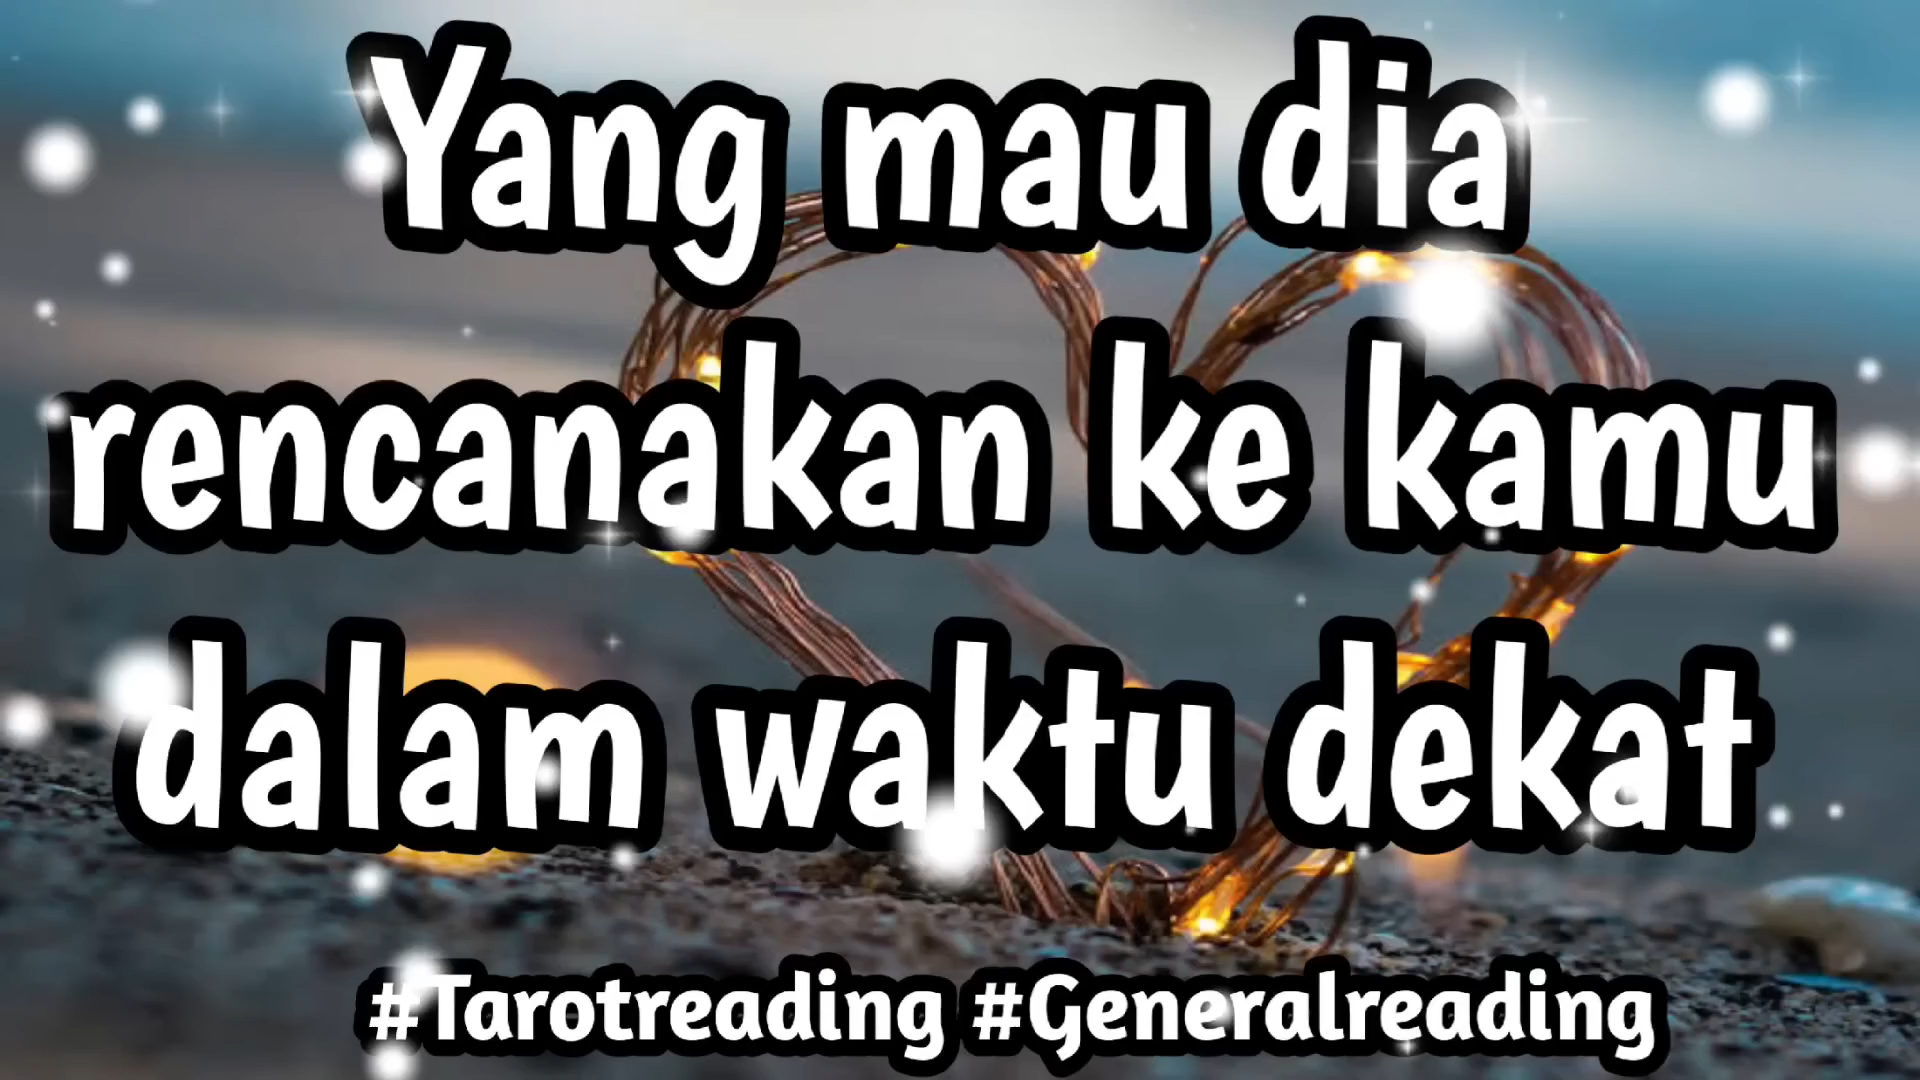 Yang mau dia
rencanakan ke kamu
dalam waktu dekat
#Tarotreading #Generalreading